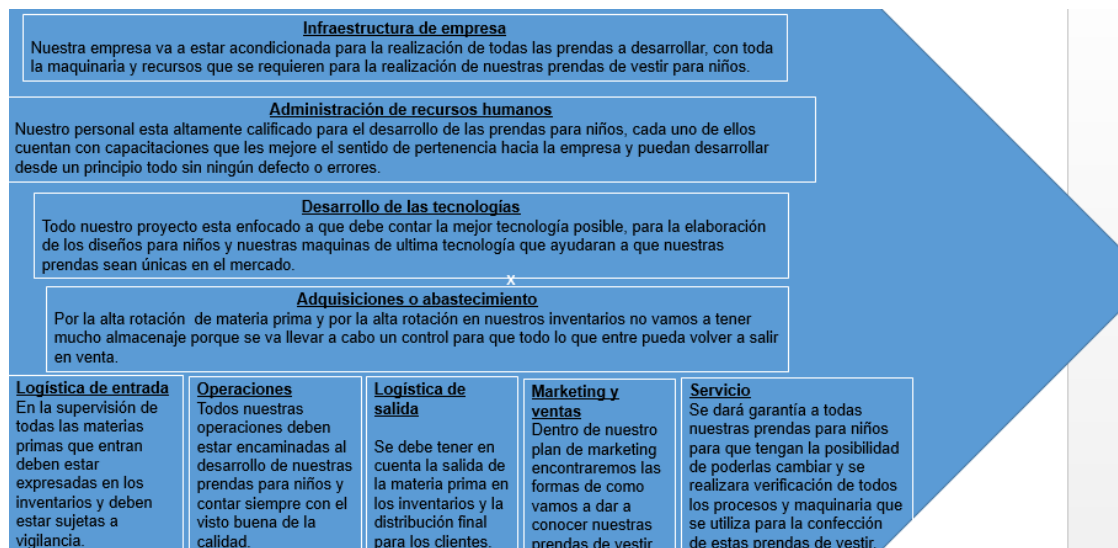 Infraestructura de empresa
Nuestra empresa va a estar acondicionada para la realización de todas las prendas a desarrollar, con toda
la maquinaria y recursos que se requieren para la realización de nuestras prendas de vestir para niños.
Administración de recursos humanos
Nuestro personal esta altamente calificado para el desarrollo de las prendas para niños, cada uno de ellos
cuentan con capacitaciones que les mejore el sentido de pertenencia hacia la empresa y puedan desarrollar
desde un principio todo sin ningún defecto o errores.
Desarrollo de las tecnologías
Todo nuestro proyecto esta enfocado a que debe contar la mejor tecnología posible, para la elaboración
de los diseños para niños y nuestras maquinas de ultima tecnología que ayudaran a que nuestras
prendas sean únicas en el mercado.
x
Adquisiciones o abastecimiento
Por la alta rotación de materia prima y por la alta rotación en nuestros inventarios no vamos a tener
mucho almacenaje porque se va llevar a cabo un control para que todo lo que entre pueda volver a salir
en venta.
Logística de entrada
En la supervisión de
todas las materias
primas que entran
deben estar
expresadas en los
inventarios y deben
estar sujetas a
vigilancia.
Operaciones
Todos nuestras
operaciones deben
estar encaminadas al
desarrollo de nuestras
prendas para niños y
contar siempre con el
visto buena de la
calidad.
Logística de
salida
Se debe tener en
cuenta la salida de
la materia prima en
los inventarios y la
distribución final
para los clientes.
Marketing y
ventas
Dentro de nuestro
plan de marketing
encontraremos las
formas de como
vamos a dar a
conocer nuestras
prendas de vestir
Servicio
Se dará garantía a todas
nuestras prendas para niños
para que tengan la posibilidad
de poderlas cambiar y se
realizara verificación de todos
los procesos y maquinaria que
se utiliza para la confección
de estas prendas de vestir.